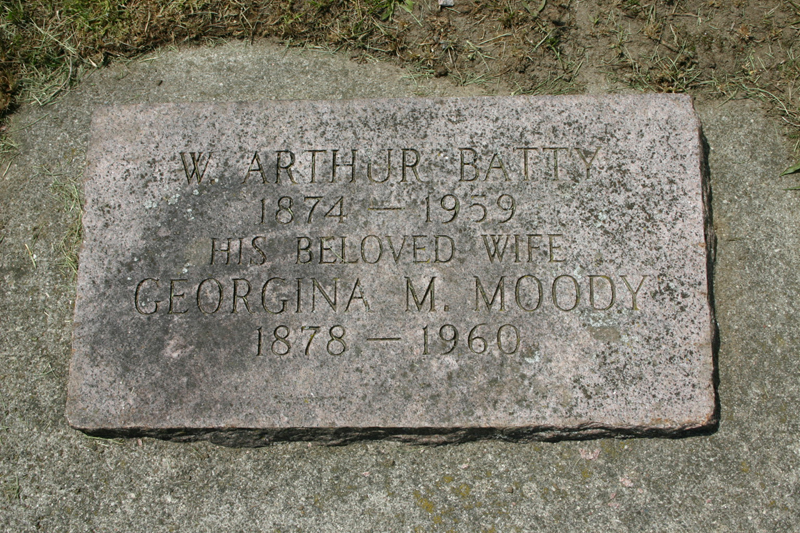 W. ARTHUR BATTY
1874 — 1959
HIS BELOVED WIFE
GEORGINA M. MOODY
1878 — 1960